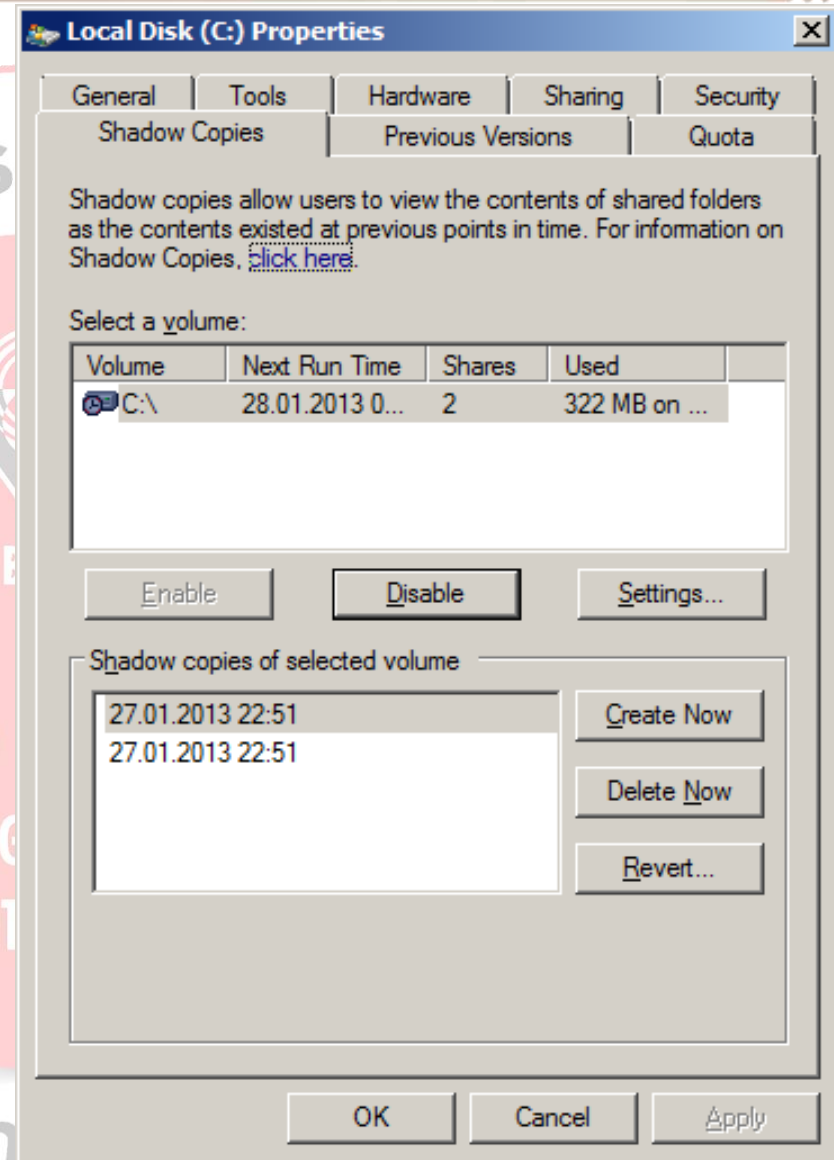 Local Disk (C:) Properties
General Tools Hardware Sharing Security
Shadow Copies Previous Versions Quota
Shadow copies allow users to view the contents of shared folders
as the contents existed at previous points in time. For information on
Shadow Copies, click here.
Select a volume:
Volume Next Run Time Shares Used
C:\ 28.01.2013 0... 2 322 MB on ...
Enable Disable Settings...
Shadow copies of selected volume
27.01.2013 22:51 Create Now
27.01.2013 22:51
Delete Now
Revert...
OK Cancel Apply